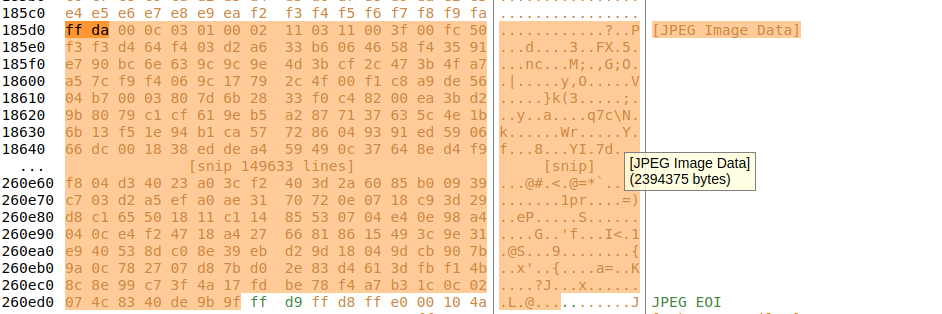 185c0 e4 e5 e6 e7 e8 e9 ea f2 f3 f4 f5 f6 f7 f8 f9 fa ................
185d0 ff da 00 0c 03 01 00 02 11 03 11 00 3f 00 fc 50 ............?..P [JPEG Image Data]
185e0 f3 f3 d4 64 f4 03 d2 a6 33 b6 06 46 58 f4 35 91 ...d....3..FX.5.
185f0 e7 90 bc 6e 63 9c 9c 9e 4d 3b cf 2c 47 3b 4f a7 ...nc...M;.,G;O.
18600 a5 7c f9 f4 06 9c 17 79 2c 4f 00 f1 c8 a9 de 56 .|.....y,O.....V
18610 04 b7 00 03 80 7d 6b 28 33 f0 c4 82 00 ea 3b d2 .....}k(3.....;.
18620 9b 80 79 c1 cf 61 9e b5 a2 87 71 37 63 5c 4e 1b ..y..a....q7c\N.
18630 6b 13 f5 1e 94 b1 ca 57 72 86 04 93 91 ed 59 06 k......Wr.....Y.
18640 66 dc 00 18 38 ed de a4 59 49 0c 37 64 8e d4 f9 f...8...YI.7d...
... [snip 149633 lines] [snip]
[JPEG Image Data]
(2394375 bytes)
260e60 f8 04 d3 40 23 a0 3c f2 40 3d 2a 60 85 b0 09 39 ...@#.<.@=*`...9
260e70 c7 03 d2 a5 ef a0 ae 31 70 72 0e 07 18 c9 3d 29 .......1pr....=)
260e80 d8 c1 65 50 18 11 c1 14 85 53 07 04 e4 0e 98 a4 ..eP.....S......
260e90 04 0c e4 f2 47 18 a4 27 66 81 86 15 49 3c 9e 31 ....G..'f...I<.1
260ea0 e9 40 53 8d c0 8e 39 eb d2 9d 18 04 9d cb 90 7b .@S...9........{
260eb0 9a 0c 78 27 07 d8 7b d0 2e 83 d4 61 3d fb f1 4b ..x'..{....a=..K
260ec0 8c 8e 99 c7 3f 4a 17 fd be 78 f4 a7 b3 1c 0c 02 ....?J...x......
260ed0 07 4c 83 40 de 9b 9f ff d9 ff d8 ff e0 00 10 4a .L.@...........J JPEG EOI